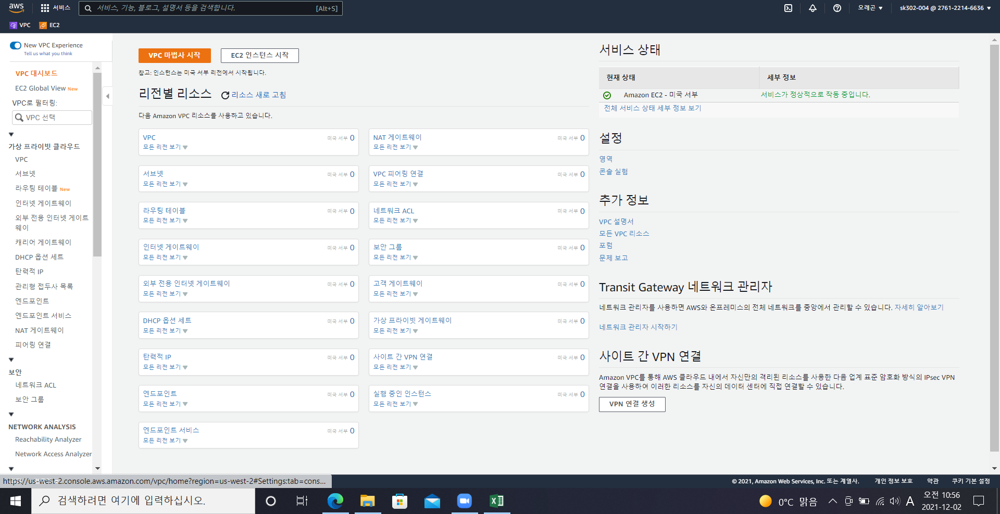 aws
서비스
서비스, 기능, 블로그, 설명서 등을 검색합니다.
[Alt+S]
오레곤 ▼
sk302-004 @ 2761-2214-6636 ▼
VPC
EC2
New VPC Experience
Tell us what you think
VPC 대시보드
EC2 Global View New
VPC로 필터링:
VPC 선택
가상 프라이빗 클라우드
VPC
서브넷
라우팅 테이블 New
인터넷 게이트웨이
외부 전용 인터넷 게이트
웨이
캐리어 게이트웨이
DHCP 옵션 세트
탄력적 IP
관리형 접두사 목록
엔드포인트
엔드포인트 서비스
NAT 게이트웨이
피어링 연결
보안
네트워크 ACL
보안 그룹
NETWORK ANALYSIS
Reachability Analyzer
Network Access Analyzer
VPC 마법사 시작
EC2 인스턴스 시작
참고: 인스턴스는 미국 서부 리전에서 시작됩니다.
리전별 리소스
리소스 새로 고침
다음 Amazon VPC 리소스를 사용하고 있습니다.
VPC
미국 서부 0
모든 리전 보기
NAT 게이트웨이
미국 서부 0
모든 리전 보기
서브넷
미국 서부 0
모든 리전 보기
VPC 피어링 연결
미국 서부 0
모든 리전 보기
라우팅 테이블
미국 서부 0
모든 리전 보기
네트워크 ACL
미국 서부 0
모든 리전 보기
인터넷 게이트웨이
미국 서부 0
모든 리전 보기
보안 그룹
미국 서부 0
모든 리전 보기
외부 전용 인터넷 게이트웨이
미국 서부 0
모든 리전 보기
고객 게이트웨이
미국 서부 0
모든 리전 보기
DHCP 옵션 세트
미국 서부 0
모든 리전 보기
가상 프라이빗 게이트웨이
미국 서부 0
모든 리전 보기
탄력적 IP
미국 서부 0
모든 리전 보기
사이트 간 VPN 연결
미국 서부 0
모든 리전 보기
엔드포인트
미국 서부 0
모든 리전 보기
실행 중인 인스턴스
미국 서부 0
모든 리전 보기
엔드포인트 서비스
미국 서부 0
모든 리전 보기
서비스 상태
현재 상태
세부 정보
Amazon EC2 - 미국 서부
서비스가 정상적으로 작동 중입니다.
전체 서비스 상태 세부 정보 보기
설정
영역
콘솔 실험
추가 정보
VPC 설명서
모든 VPC 리소스
포럼
문제 보고
Transit Gateway 네트워크 관리자
네트워크 관리자를 사용하면 AWS와 온프레미스의 전체 네트워크를 중앙에서 관리할 수 있습니다. 자세히 알아보기
네트워크 관리자 시작하기
사이트 간 VPN 연결
Amazon VPC를 통해 AWS 클라우드 내에서 자신만의 격리된 리소스를 사용한 다음 업계 표준 암호화 방식의 IPsec VPN
연결을 사용하여 이러한 리소스를 자신의 데이터 센터에 직접 연결할 수 있습니다.
VPN 연결 생성
https://us-west-2.console.aws.amazon.com/vpc/home?region=us-west-2#Settings:tab=cons...
© 2021, Amazon Web Services, Inc. 또는 계열사.
개인 정보 보호
약관
쿠키 기본 설정
검색하려면 여기에 입력하십시오.
0°C 맑음
A
오전 10:56
2021-12-02